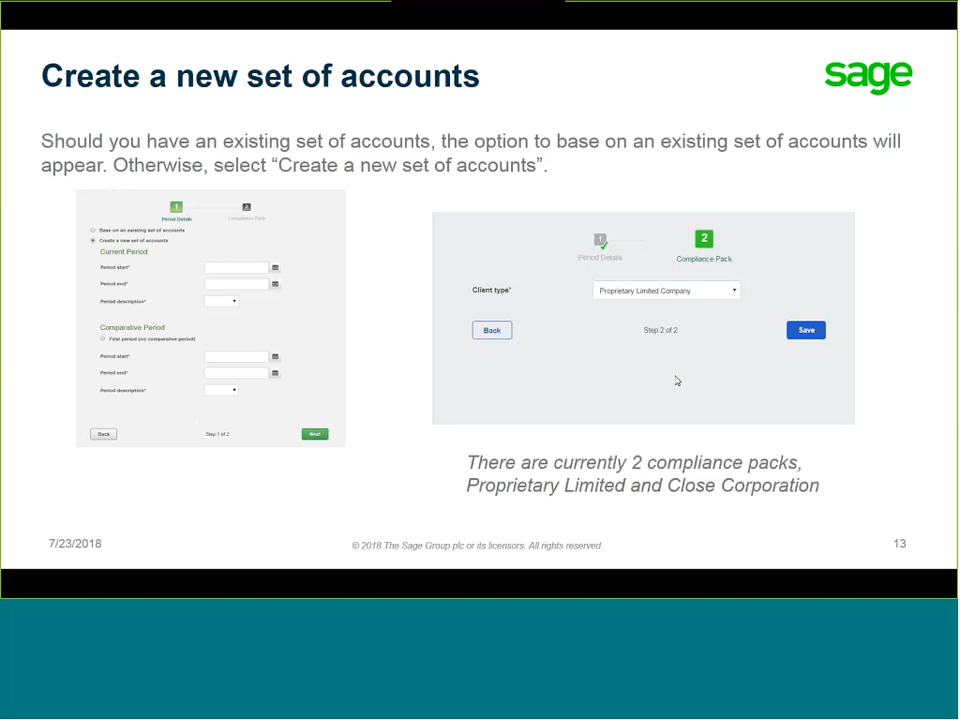 Create a new set of accounts
sage
Should you have an existing set of accounts, the option to base on an existing set of accounts will
appear. Otherwise, select “Create a new set of accounts”.
1
2
Period Details
Compliance Pack
Base on an existing set of accounts
Create a new set of accounts
Current Period
Period start*
Period end*
Period description*
Comparative Period
First period (no comparative period)
Period start*
Period end*
Period description*
Back
Step 1 of 2
Next
1
2
Period Details
Compliance Pack
Client type*
Proprietary Limited Company
Back
Step 2 of 2
Save
There are currently 2 compliance packs,
Proprietary Limited and Close Corporation
7/23/2018
© 2018 The Sage Group plc or its licensors. All rights reserved.
13